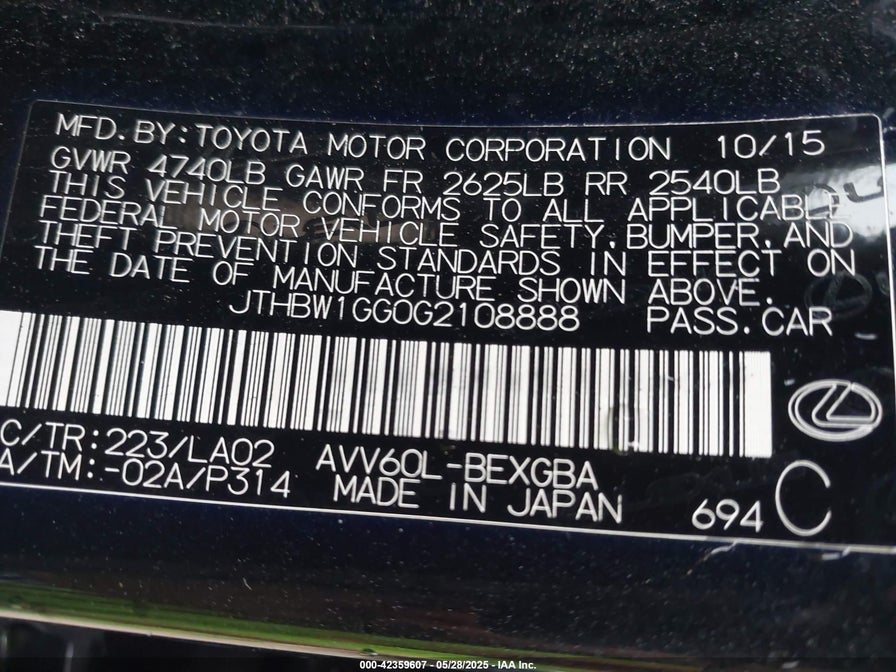 MFD. BY: TOYOTA MOTOR CORPORATION 10/15
GVWR 4740LB GAWR FR 2625LB RR 2540LB
THIS VEHICLE CONFORMS TO ALL APPLICABLE
FEDERAL MOTOR VEHICLE SAFETY, BUMPER, AND
THEFT PREVENTION STANDARDS IN EFFECT ON
THE DATE OF MANUFACTURE SHOWN ABOVE.
JTHBW1GG0G2108888 PASS. CAR
C/TR: 223/LA02 AVV60L-BEXGBA
A/TM: -02A/P314 MADE IN JAPAN
694 C
000-42359607 - 05/28/2025 - IAA Inc.